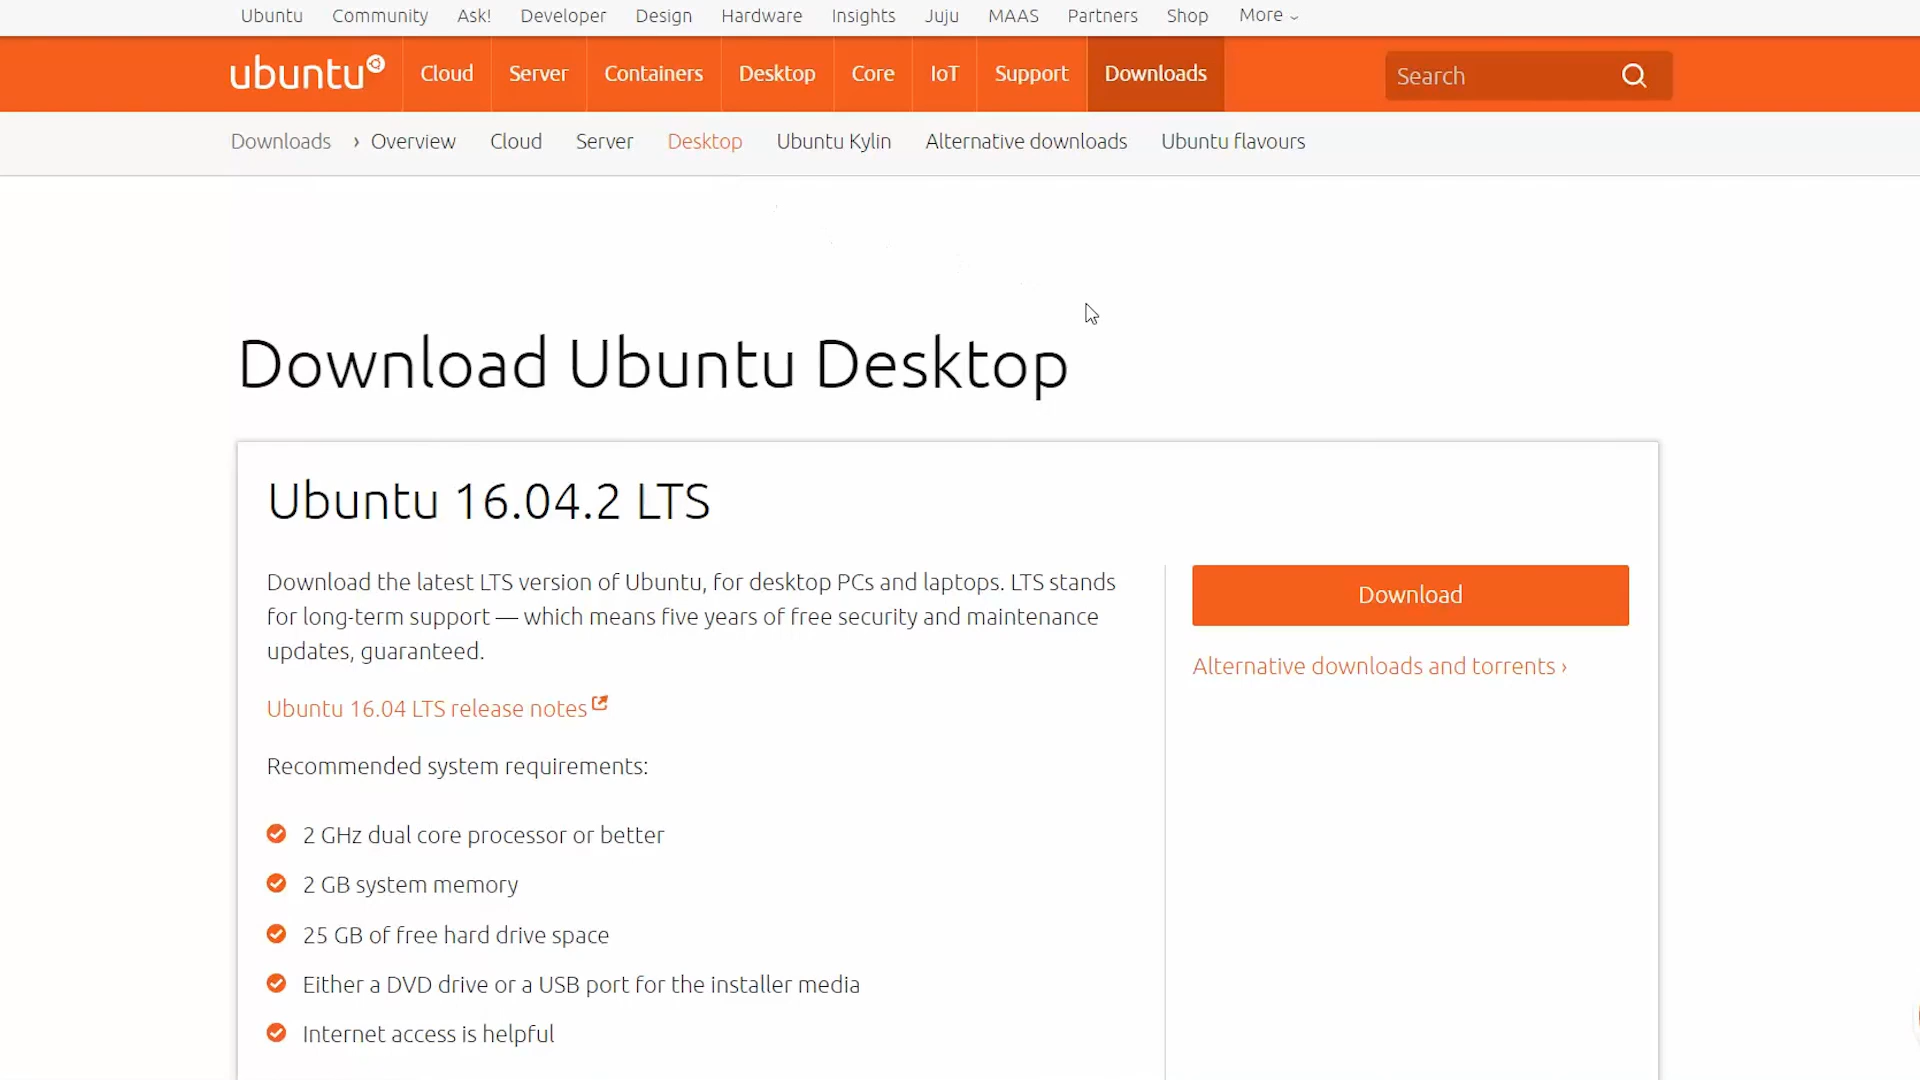 Ubuntu Community Ask! Developer Design Hardware Insights Juju MAAS Partners Shop More
ubuntu Cloud Server Containers Desktop Core IoT Support Downloads Search
Downloads › Overview Cloud Server Desktop Ubuntu Kylin Alternative downloads Ubuntu flavours
Download Ubuntu Desktop
Ubuntu 16.04.2 LTS
Download the latest LTS version of Ubuntu, for desktop PCs and laptops. LTS stands
for long-term support — which means five years of free security and maintenance
updates, guaranteed.
Download
Alternative downloads and torrents ›
Ubuntu 16.04 LTS release notes
Recommended system requirements:
2 GHz dual core processor or better
2 GB system memory
25 GB of free hard drive space
Either a DVD drive or a USB port for the installer media
Internet access is helpful